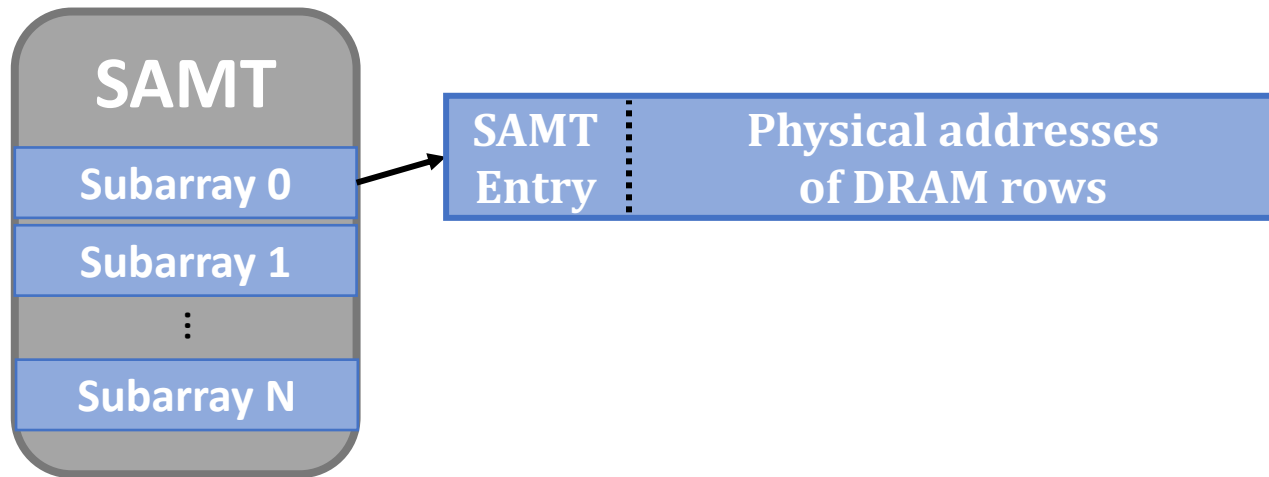 SAMT
Subarray 0
Subarray 1
⋮
Subarray N
SAMT
Entry
Physical addresses
of DRAM rows